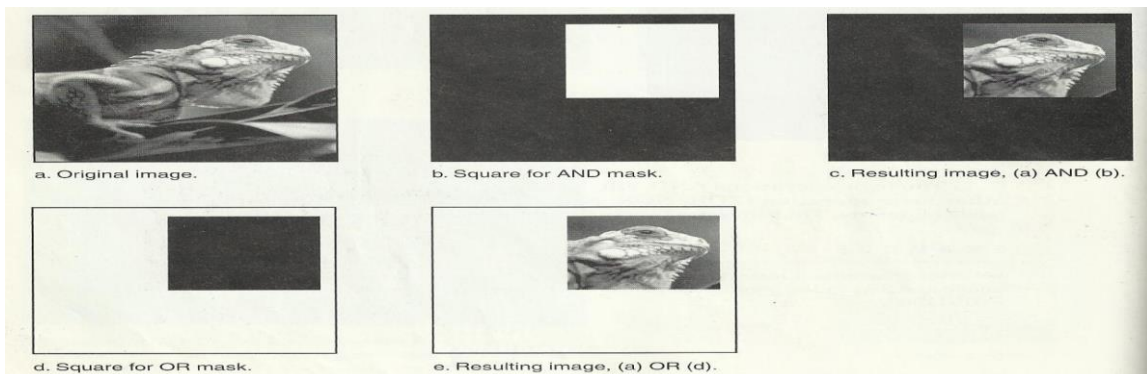 a. Original image.
b. Square for AND mask.
c. Resulting image, (a) AND (b).
d. Square for OR mask.
e. Resulting image, (a) OR (d).